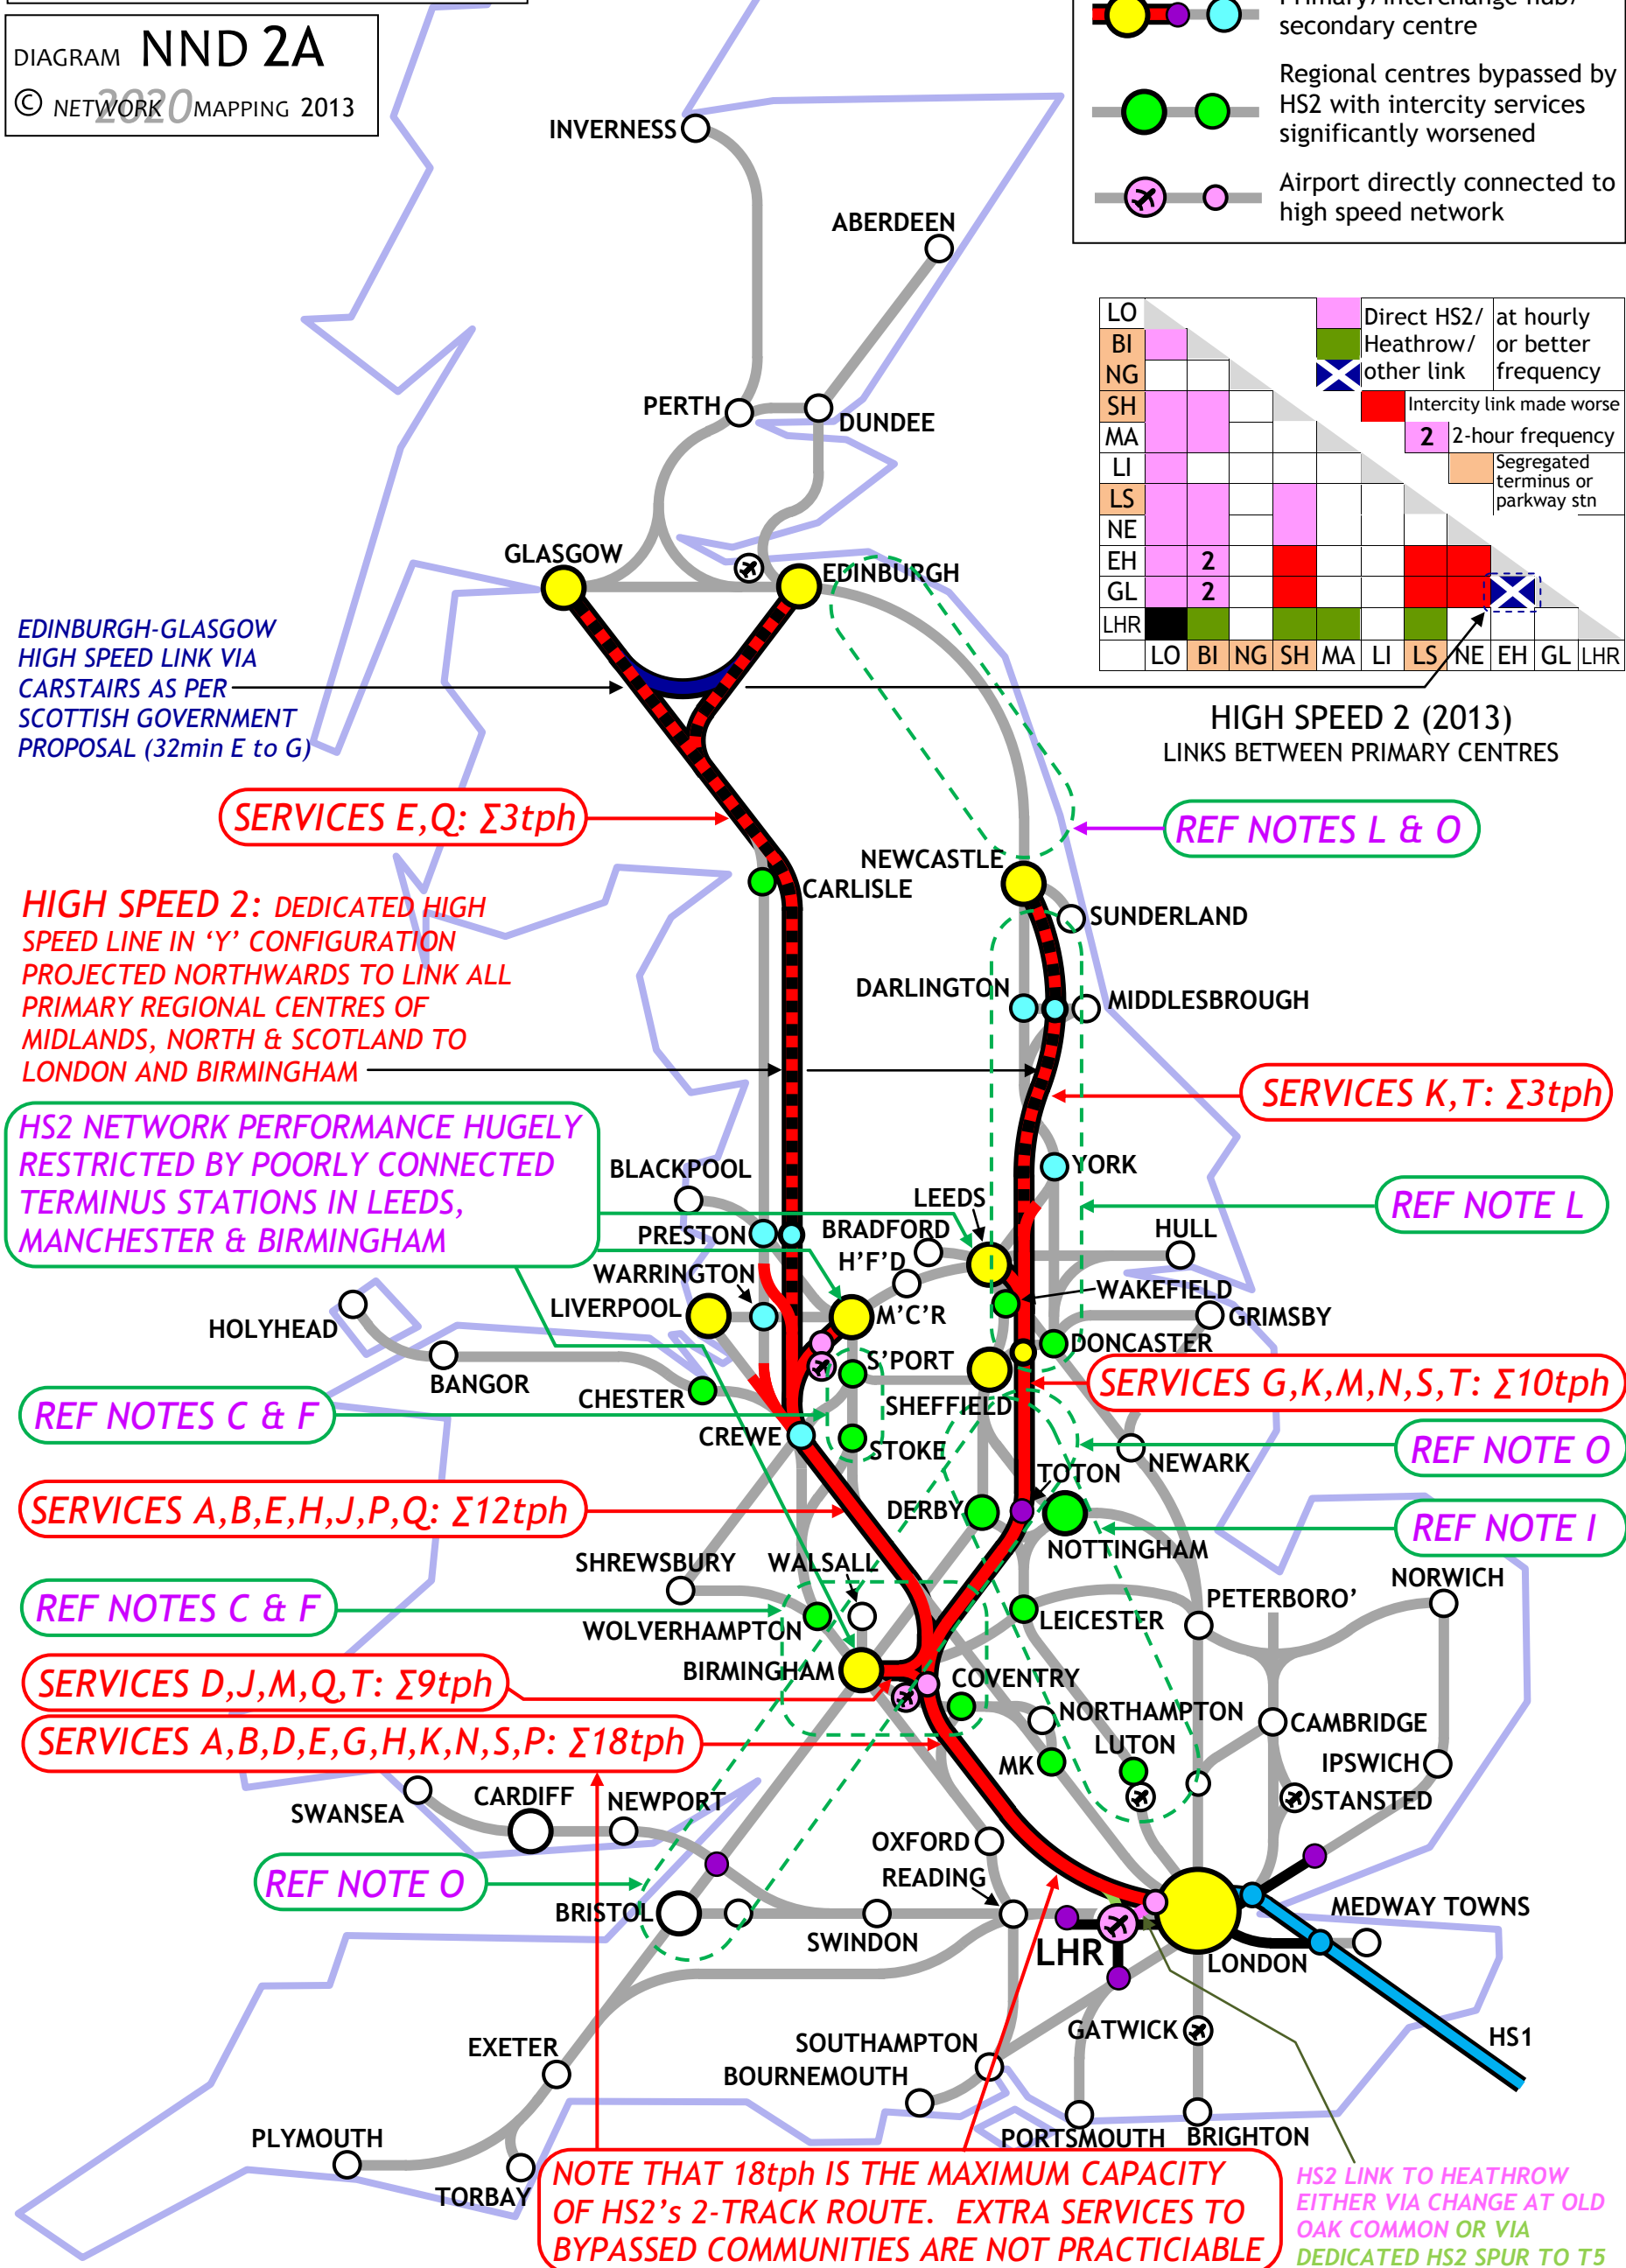 DIAGRAM NND 2A
© NETWORK 2020 MAPPING 2013
secondary centre
Regional centres bypassed by
HS2 with intercity services
significantly worsened
Airport directly connected to
high speed network
INVERNESS
ABERDEEN
PERTH
DUNDEE
GLASGOW
EDINBURGH
LO
BI
NG
SH
MA
LI
LS
NE
EH 2
GL 2
LHR
LO BI NG SH MA LI LS NE EH GL LHR
Direct HS2/
Heathrow/
other link
at hourly
or better
frequency
Intercity link made worse
2 2-hour frequency
Segregated
terminus or
parkway stn
HIGH SPEED 2 (2013)
LINKS BETWEEN PRIMARY CENTRES
EDINBURGH-GLASGOW
HIGH SPEED LINK VIA
CARSTAIRS AS PER
SCOTTISH GOVERNMENT
PROPOSAL (32min E to G)
SERVICES E,Q: Σ3tph
REF NOTES L & O
NEWCASTLE
CARLISLE
SUNDERLAND
HIGH SPEED 2: DEDICATED HIGH
SPEED LINE IN ‘Y’ CONFIGURATION
PROJECTED NORTHWARDS TO LINK ALL
PRIMARY REGIONAL CENTRES OF
MIDLANDS, NORTH & SCOTLAND TO
LONDON AND BIRMINGHAM
DARLINGTON
MIDDLESBROUGH
SERVICES K,T: Σ3tph
HS2 NETWORK PERFORMANCE HUGELY
RESTRICTED BY POORLY CONNECTED
TERMINUS STATIONS IN LEEDS,
MANCHESTER & BIRMINGHAM
BLACKPOOL
YORK
LEEDS
REF NOTE L
PRESTON
BRADFORD
HULL
H’F’D
WARRINGTON
WAKEFIELD
LIVERPOOL
M’C’R
GRIMSBY
HOLYHEAD
DONCASTER
S’PORT
BANGOR
CHESTER
SHEFFIELD
SERVICES G,K,M,N,S,T: Σ10tph
REF NOTES C & F
CREWE
STOKE
NEWARK
REF NOTE O
TOTON
SERVICES A,B,E,H,J,P,Q: Σ12tph
DERBY
NOTTINGHAM
REF NOTE I
SHREWSBURY
WALSALL
NORWICH
PETERBORO’
REF NOTES C & F
WOLVERHAMPTON
LEICESTER
BIRMINGHAM
COVENTRY
SERVICES D,J,M,Q,T: Σ9tph
NORTHAMPTON
CAMBRIDGE
SERVICES A,B,D,E,G,H,K,N,S,P: Σ18tph
LUTON
MK
IPSWICH
STANSTED
SWANSEA
CARDIFF
NEWPORT
OXFORD
READING
REF NOTE O
BRISTOL
SWINDON
LHR
LONDON
MEDWAY TOWNS
GATWICK
HS1
EXETER
SOUTHAMPTON
BOURNEMOUTH
PLYMOUTH
TORBAY
PORTSMOUTH
BRIGHTON
NOTE THAT 18tph IS THE MAXIMUM CAPACITY
OF HS2’s 2-TRACK ROUTE. EXTRA SERVICES TO
BYPASSED COMMUNITIES ARE NOT PRACTICIABLE
HS2 LINK TO HEATHROW
EITHER VIA CHANGE AT OLD
OAK COMMON OR VIA
DEDICATED HS2 SPUR TO T5